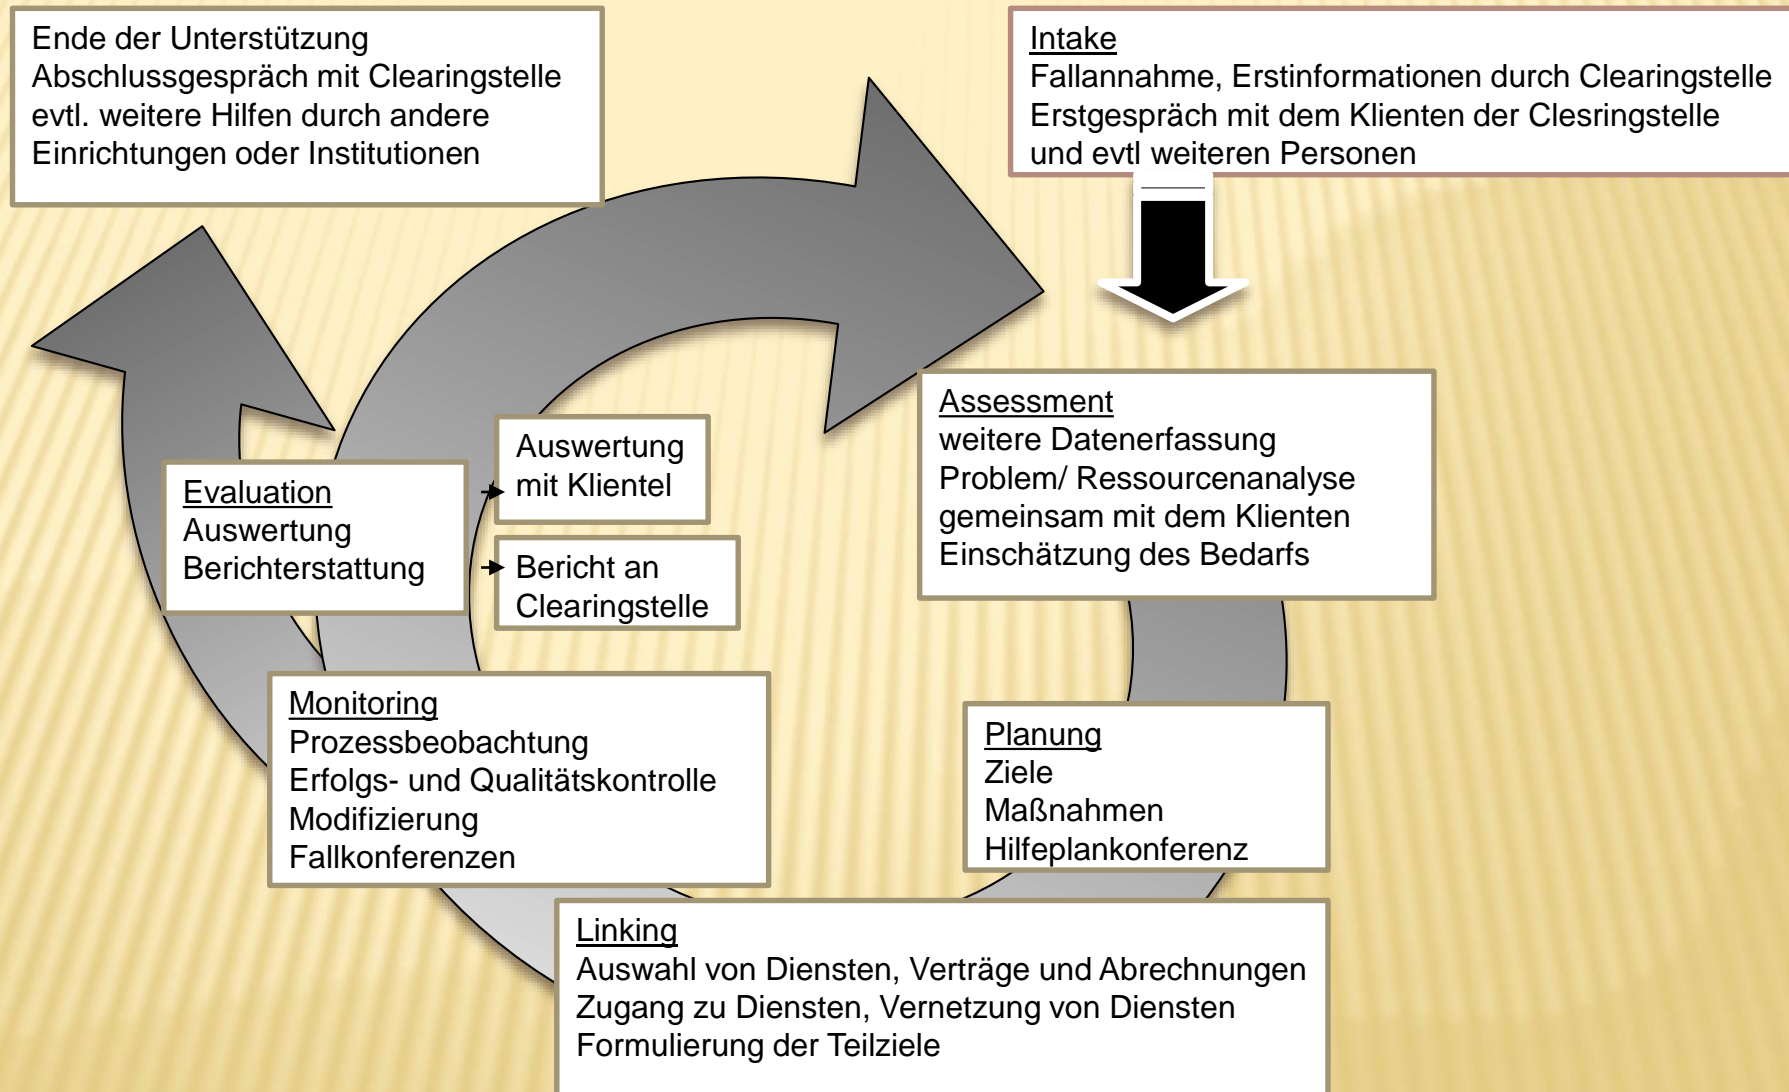 Ende der Unterstützung
Abschlussgespräch mit Clearingstelle
evtl. weitere Hilfen durch andere
Einrichtungen oder Institutionen
Intake
Fallannahme, Erstinformationen durch Clearingstelle
Erstgespräch mit dem Klienten der Clesringstelle
und evtl weiteren Personen
Assessment
weitere Datenerfassung
Problem/ Ressourcenanalyse
gemeinsam mit dem Klienten
Einschätzung des Bedarfs
Evaluation
Auswertung
Berichterstattung
Auswertung
mit Klientel
Bericht an
Clearingstelle
Monitoring
Prozessbeobachtung
Erfolgs- und Qualitätskontrolle
Modifizierung
Fallkonferenzen
Planung
Ziele
Maßnahmen
Hilfeplankonferenz
Linking
Auswahl von Diensten, Verträge und Abrechnungen
Zugang zu Diensten, Vernetzung von Diensten
Formulierung der Teilziele